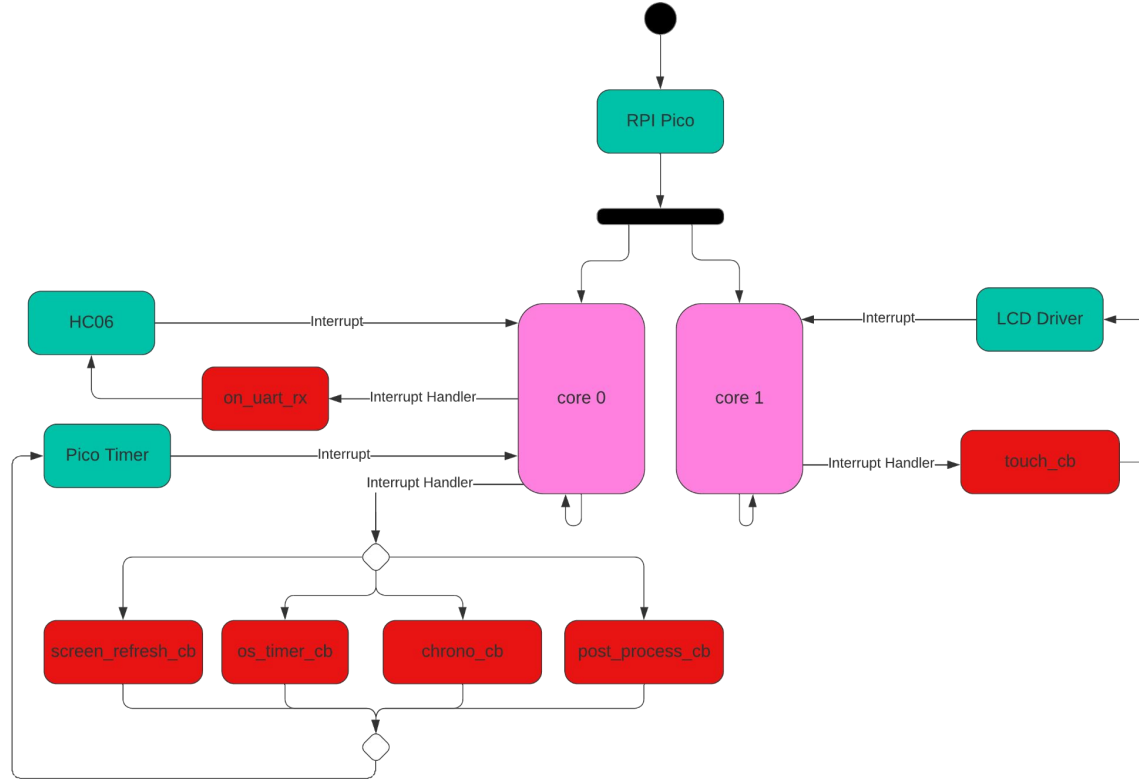 RPI Pico
HC06
Interrupt
core 0
core 1
Interrupt
LCD Driver
on_uart_rx
Interrupt Handler
Pico Timer
Interrupt
Interrupt Handler
touch_cb
Interrupt Handler
screen_refresh_cb
os_timer_cb
chrono_cb
post_process_cb